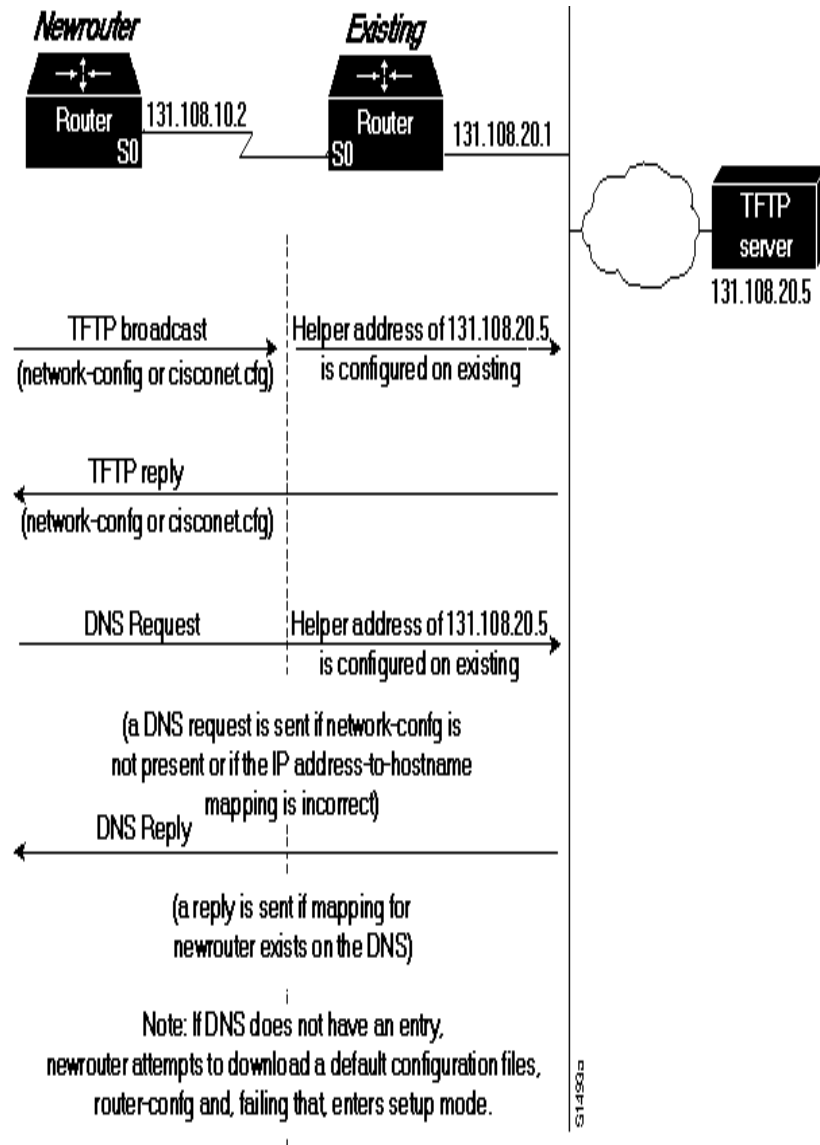 Newrouter
Existing
Router
S0
131.108.10.2
Router
S0
131.108.20.1
TFTP
server
131.108.20.5
TFTP broadcast
(network-config or cisconet.cfg)
Helper address of 131.108.20.5
is configured on existing
TFTP reply
(network-confg or cisconet.cfg)
DNS Request
Helper address of 131.108.20.5
is configured on existing
(a DNS request is sent if network-confg is
not present or if the IP address-to-hostname
mapping is incorrect)
DNS Reply
(a reply is sent if mapping for
newrouter exists on the DNS)
Note: If DNS does not have an entry,
newrouter attempts to download a default configuration files,
router-confg and, failing that, enters setup mode.
S1493a